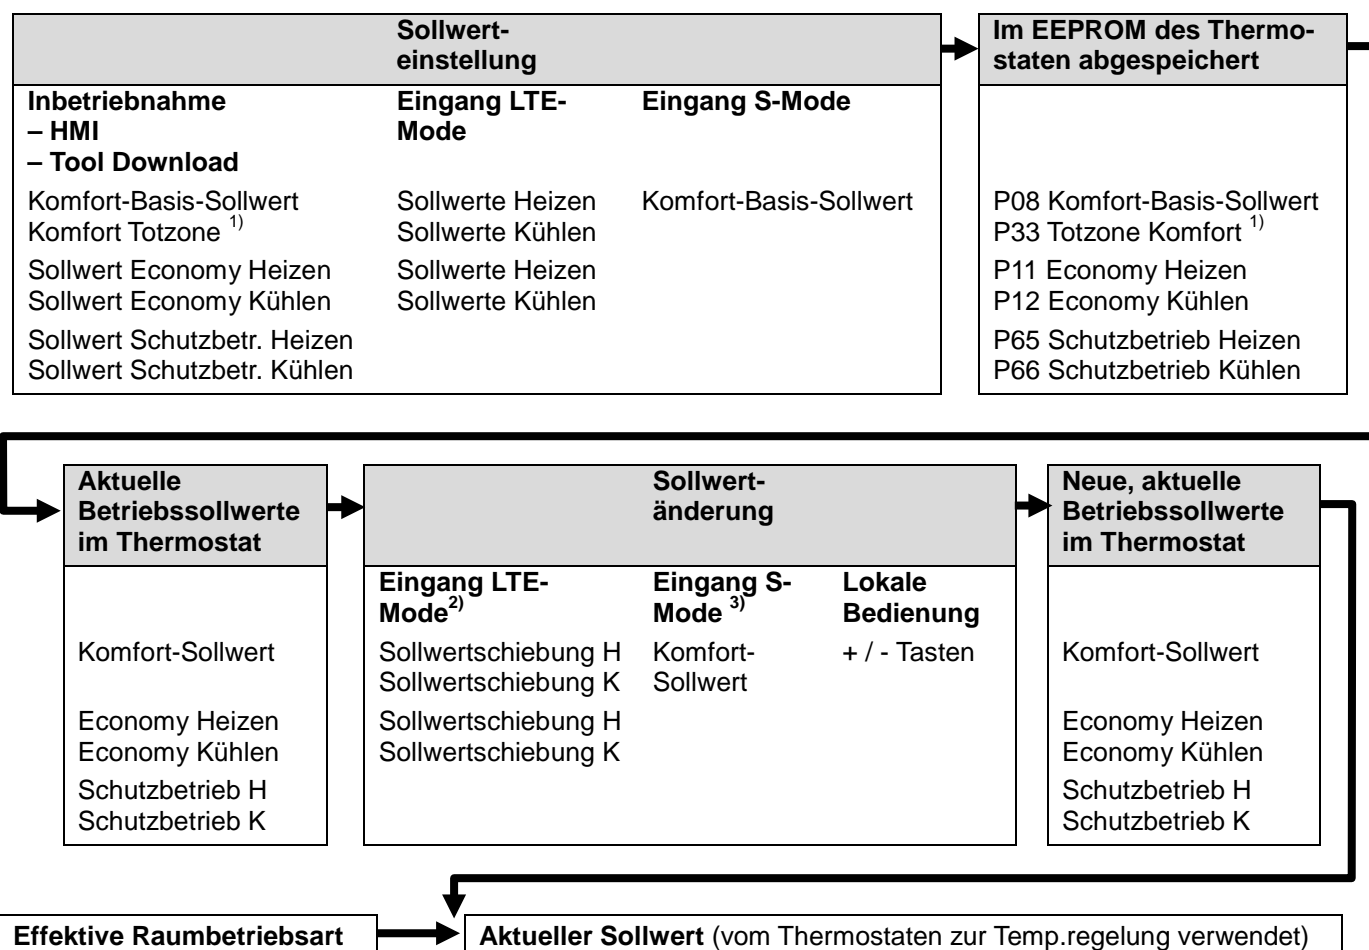 Sollwert-
einstellung
Inbetriebnahme
– HMI
– Tool Download
Eingang LTE-
Mode
Eingang S-Mode
Komfort-Basis-Sollwert
Komfort Totzone 1)
Sollwerte Heizen
Sollwerte Kühlen
Komfort-Basis-Sollwert
Sollwert Economy Heizen
Sollwert Economy Kühlen
Sollwerte Heizen
Sollwerte Kühlen
Sollwert Schutzbetr. Heizen
Sollwert Schutzbetr. Kühlen
Im EEPROM des Thermo-
staten abgespeichert
P08 Komfort-Basis-Sollwert
P33 Totzone Komfort 1)
P11 Economy Heizen
P12 Economy Kühlen
P65 Schutzbetrieb Heizen
P66 Schutzbetrieb Kühlen
Aktuelle
Betriebssollwerte
im Thermostat
Komfort-Sollwert
Economy Heizen
Economy Kühlen
Schutzbetrieb H
Schutzbetrieb K
Sollwert-
änderung
Eingang LTE-
Mode2)
Eingang S-
Mode 3)
Lokale
Bedienung
Sollwertschiebung H
Sollwertschiebung K
Komfort-
Sollwert
+ / - Tasten
Sollwertschiebung H
Sollwertschiebung K
Neue, aktuelle
Betriebssollwerte
im Thermostat
Komfort-Sollwert
Economy Heizen
Economy Kühlen
Schutzbetrieb H
Schutzbetrieb K
Effektive Raumbetriebsart
Aktueller Sollwert (vom Thermostaten zur Temp.regelung verwendet)